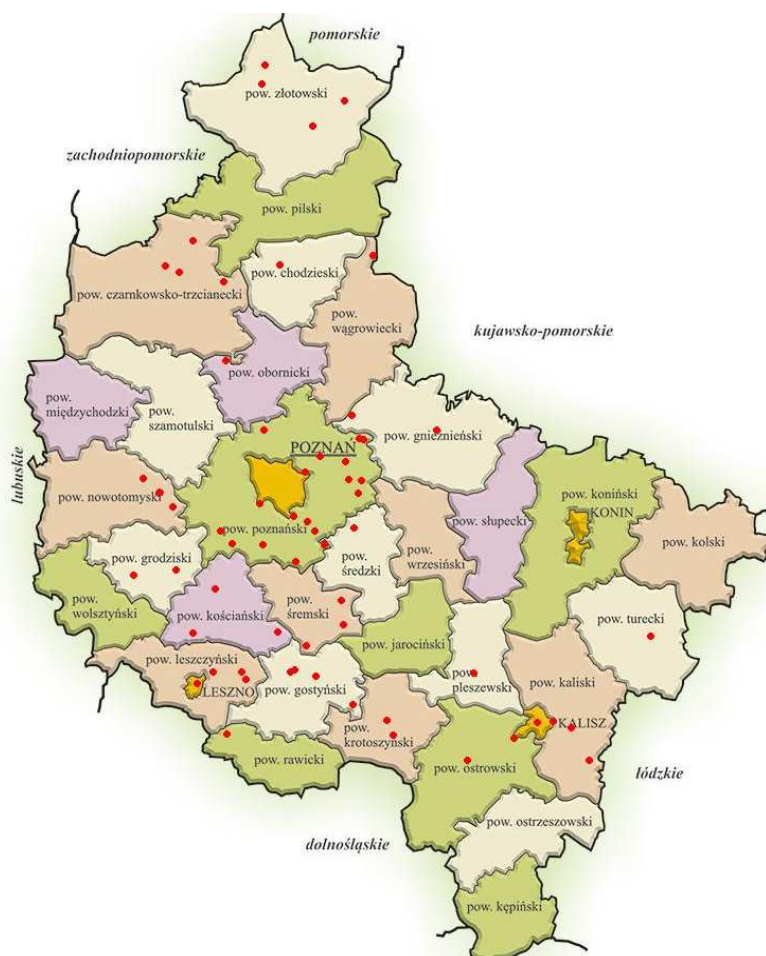 pomorskie
pow. złotowski
zachodniopomorskie
pow. pilski
pow. chodzieski
pow. czarnkowsko-trzcianecki
pow.
wągrowiecki
kujawsko-pomorskie
pow. obornicki
pow.
międzychodzki
pow.
szamotulski
pow. gnieźnieński
POZNAŃ
lubuskie
pow. nowotomyski
pow. koniński
KONIN
pow. słupecki
pow. poznański
pow. kolski
pow. grodziski
pow.
średzki
pow.
wrzesiński
pow.
wolsztyński
pow. kościański
pow.
śremski
pow. turecki
pow. jarociński
pow. leszczyński
LESZNO
pow. gostyński
pow.
pleszewski
pow. kaliski
KALISZ
pow.
krotoszyński
pow. rawicki
pow. ostrowski
łódzkie
pow. ostrzeszowski
dolnośląskie
pow. kępiński